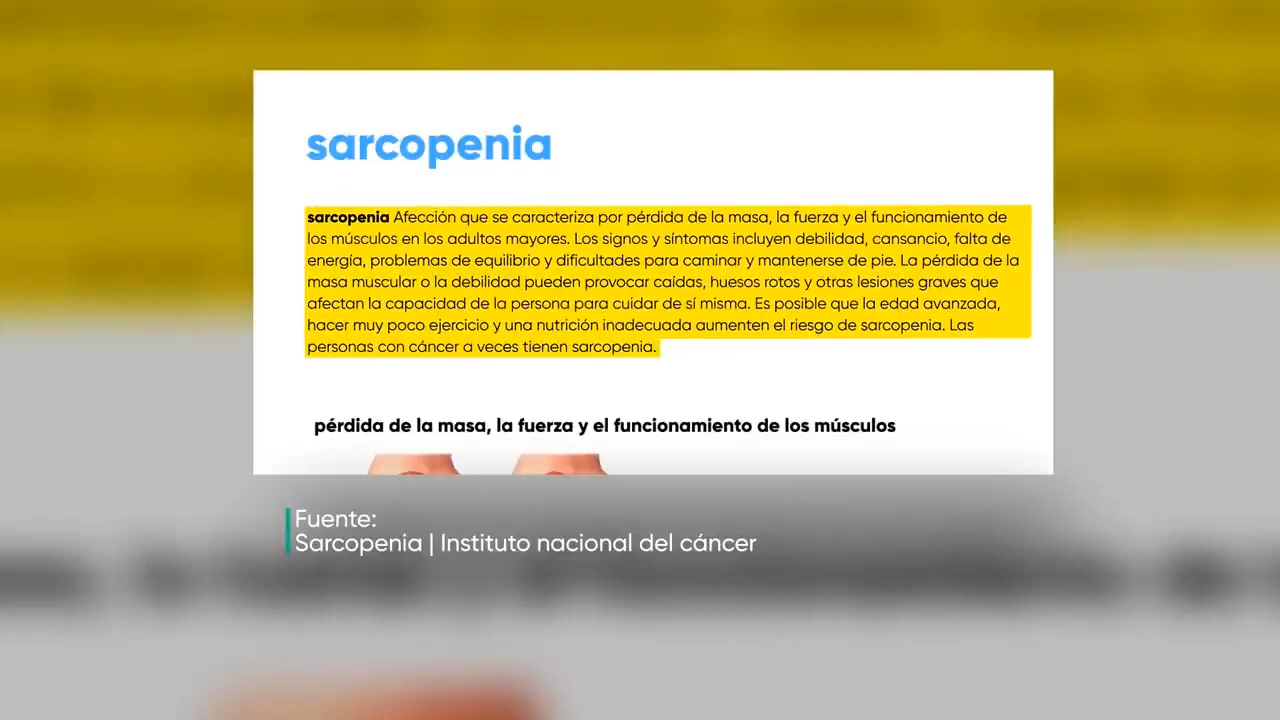 sarcopenia
sarcopenia Afección que se caracteriza por pérdida de la masa, la fuerza y el funcionamiento de
los músculos en los adultos mayores. Los signos y síntomas incluyen debilidad, cansancio, falta de
energía, problemas de equilibrio y dificultades para caminar y mantenerse de pie. La pérdida de la
masa muscular o la debilidad pueden provocar caídas, huesos rotos y otras lesiones graves que
afectan la capacidad de la persona para cuidar de sí misma. Es posible que la edad avanzada,
hacer muy poco ejercicio y una nutrición inadecuada aumenten el riesgo de sarcopenia. Las
personas con cáncer a veces tienen sarcopenia.
pérdida de la masa, la fuerza y el funcionamiento de los músculos
Fuente:
Sarcopenia | Instituto nacional del cáncer